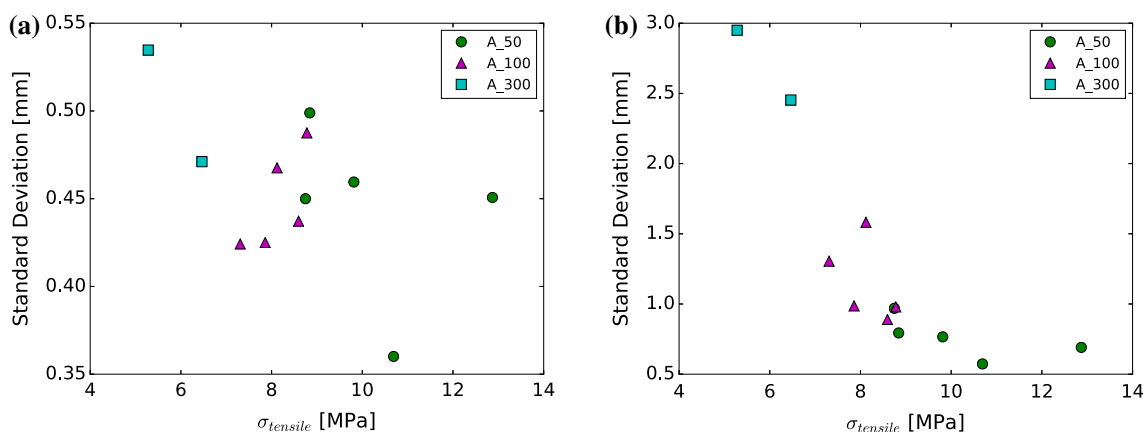 (a)
0.55
0.50
0.45
0.40
0.35
Standard Deviation [mm]
A_50
A_100
A_300
4 6 8 10 12 14
σtensile [MPa]
(b)
3.0
2.5
2.0
1.5
1.0
0.5
Standard Deviation [mm]
A_50
A_100
A_300
4 6 8 10 12 14
σtensile [MPa]